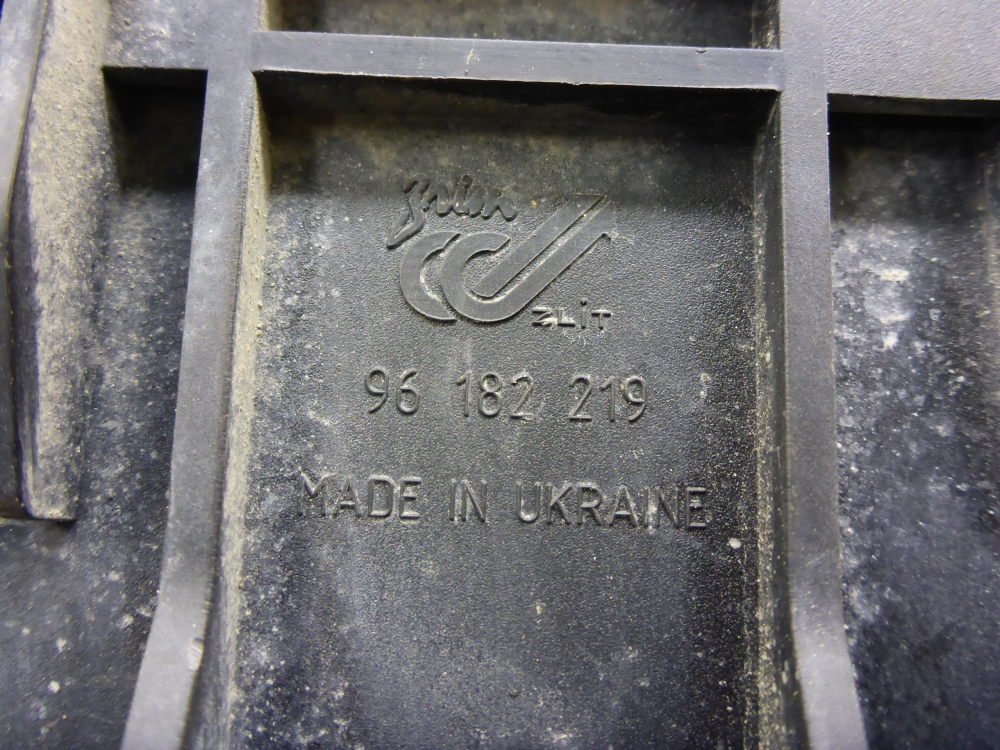 ZLiT
96 182 219
MADE IN UKRAINE